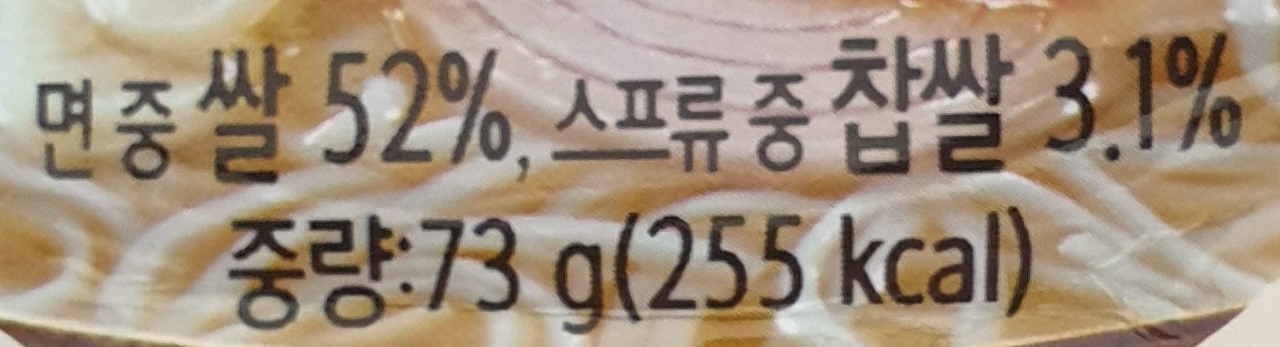 면 중 쌀 52%, 스프류 중 찹쌀 3.1%
중량:73 g(255 kcal)